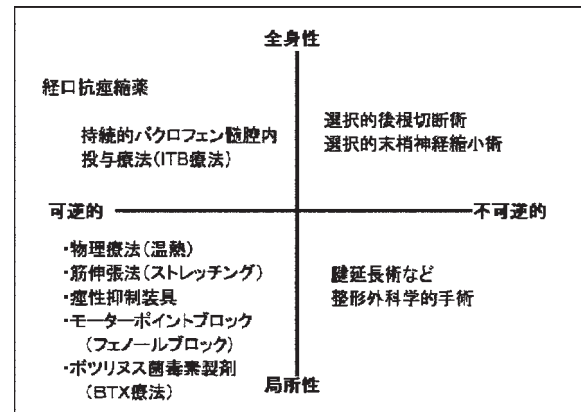 全身性
経口抗痙縮薬
持続的バクロフェン髄腔内
投与療法(ITB療法)
選択的後根切断術
選択的末梢神経縮小術
可逆的
不可逆的
・物理療法(温熱)
・筋伸張法(ストレッチング)
・痙性抑制装具
・モーターポイントブロック
(フェノールブロック)
・ボツリヌス菌毒素製剤
(BTX療法)
腱延長術など
整形外科学的手術
局所性